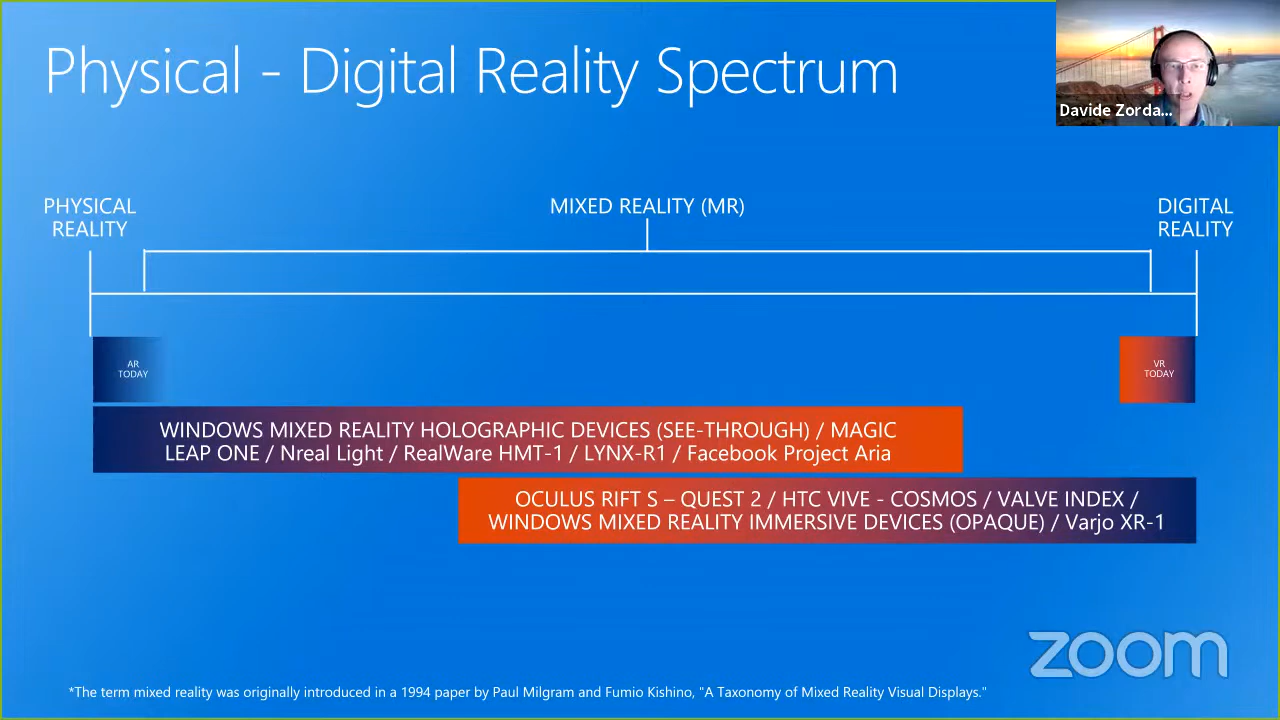 Physical - Digital Reality Spectrum
Davide Zorda...
PHYSICAL
REALITY
MIXED REALITY (MR)
DIGITAL
REALITY
AR
TODAY
VR
TODAY
WINDOWS MIXED REALITY HOLOGRAPHIC DEVICES (SEE-THROUGH) / MAGIC
LEAP ONE / Nreal Light / RealWare HMT-1 / LYNX-R1 / Facebook Project Aria
OCULUS RIFT S – QUEST 2 / HTC VIVE - COSMOS / VALVE INDEX /
WINDOWS MIXED REALITY IMMERSIVE DEVICES (OPAQUE) / Varjo XR-1
zoom
*The term mixed reality was originally introduced in a 1994 paper by Paul Milgram and Fumio Kishino, "A Taxonomy of Mixed Reality Visual Displays."